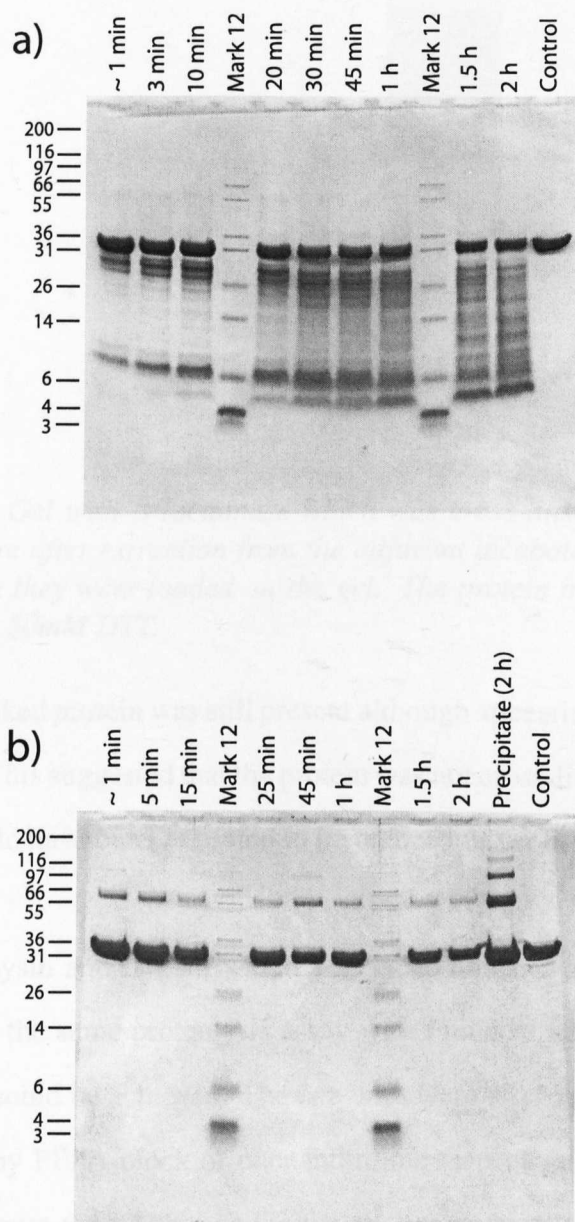 a)
~ 1 min
3 min
10 min
Mark 12
20 min
30 min
45 min
1 h
Mark 12
1.5 h
2 h
Control
200
116
97
66
55
36
31
26
14
6
4
3
b)
~ 1 min
5 min
15 min
Mark 12
25 min
45 min
1 h
Mark 12
1.5 h
2 h
Precipitate (2 h)
Control
200
116
97
66
55
36
31
26
14
6
4
3